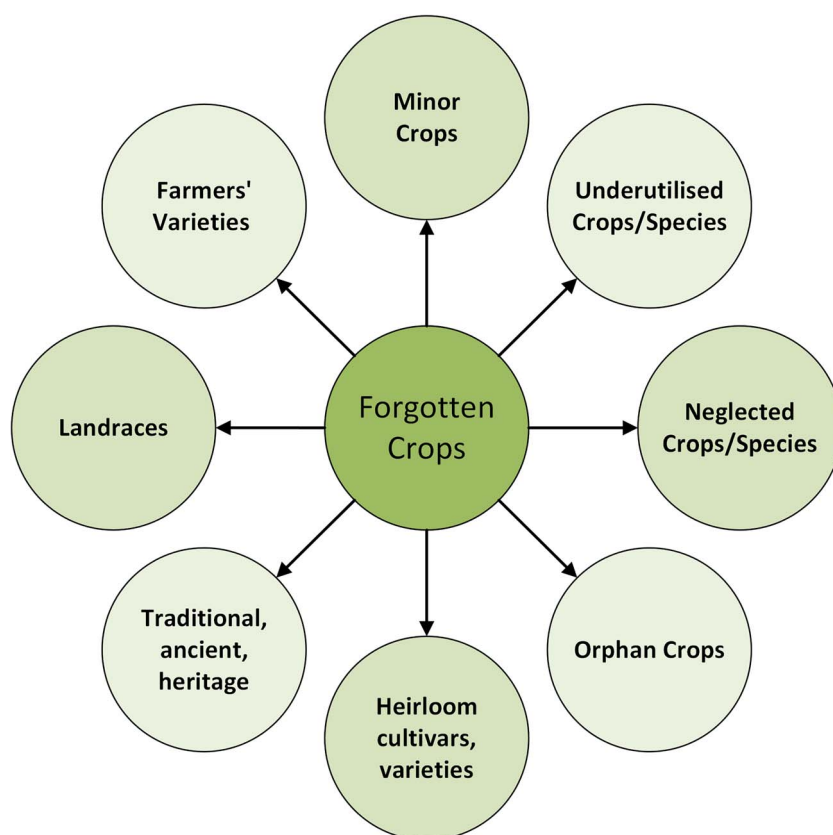 Minor
Crops
Farmers'
Varieties
Underutilised
Crops/Species
Landraces
Forgotten
Crops
Neglected
Crops/Species
Traditional,
ancient,
heritage
Orphan Crops
Heirloom
cultivars,
varieties